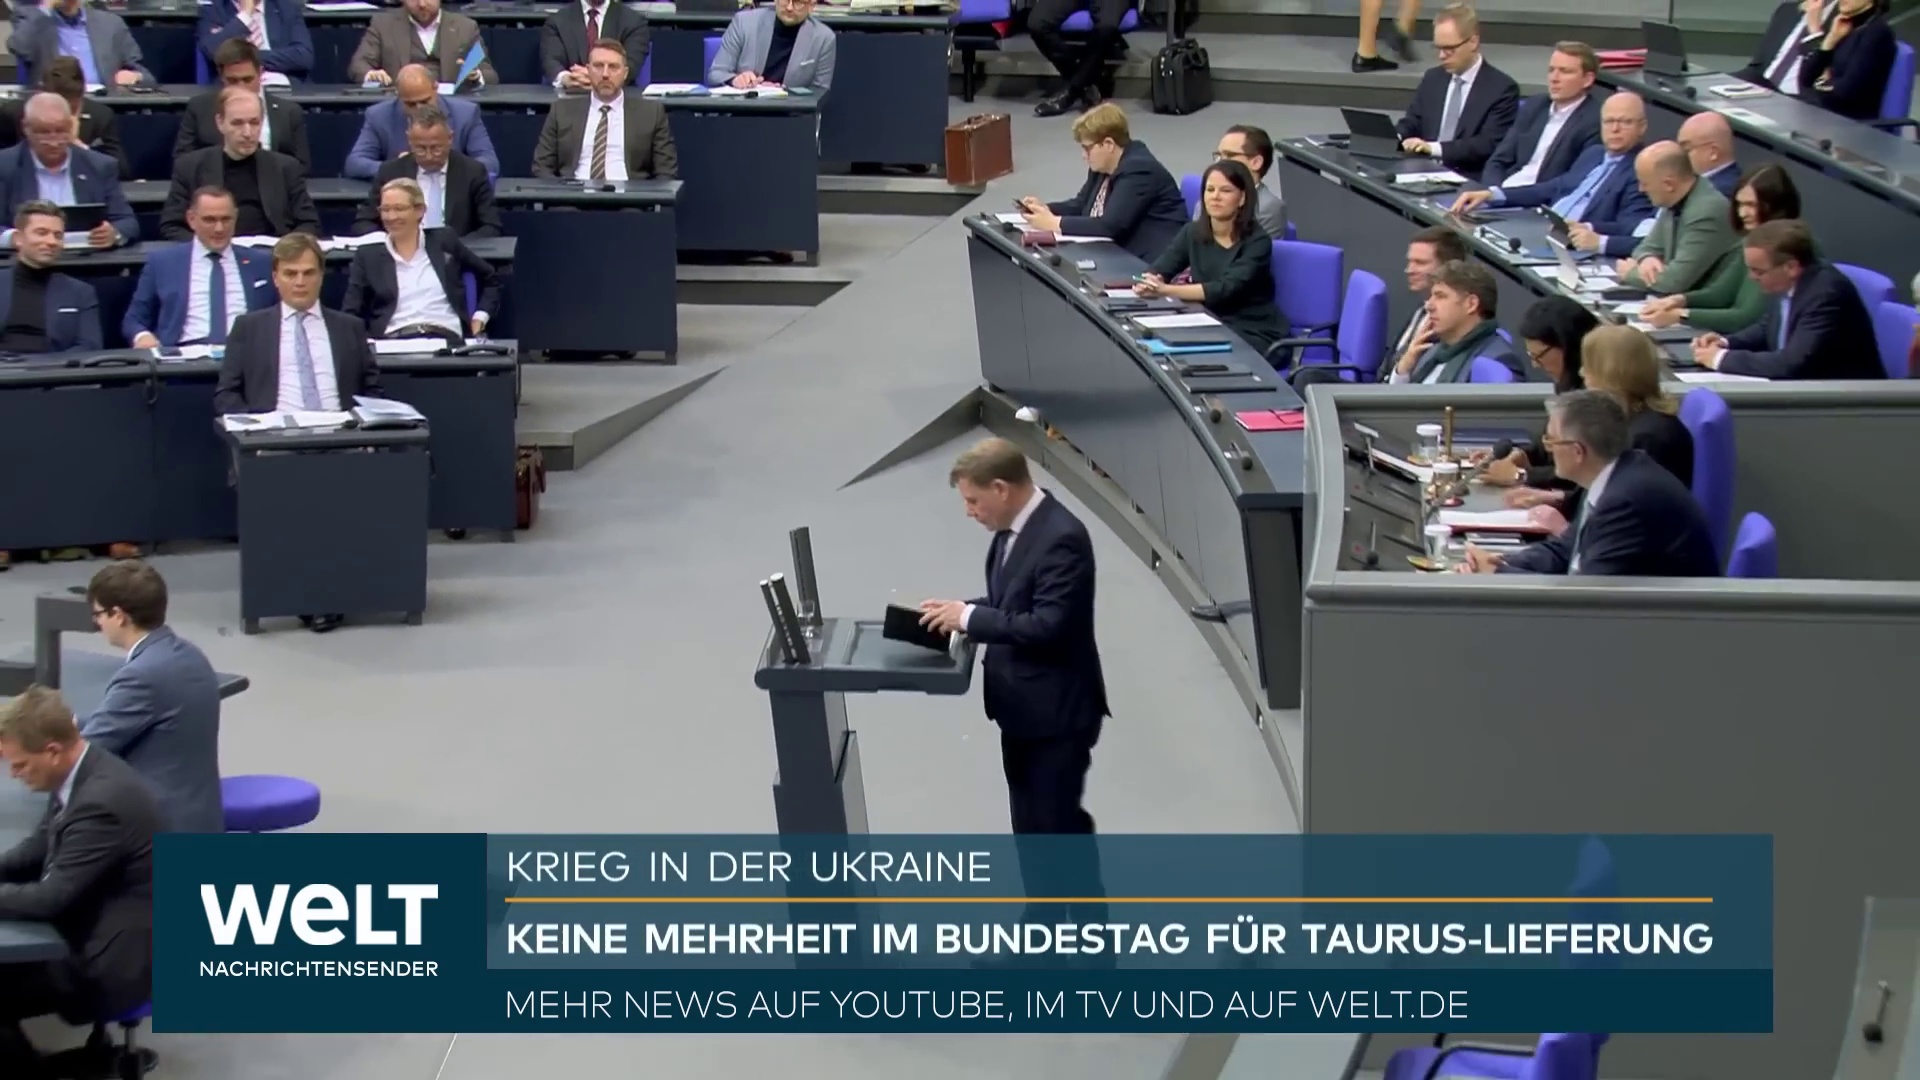 KRIEG IN DER UKRAINE
KEINE MEHRHEIT IM BUNDESTAG FÜR TAURUS-LIEFERUNG
MEHR NEWS AUF YOUTUBE, IM TV UND AUF WELT.DE
WELT
NACHRICHTENSENDER